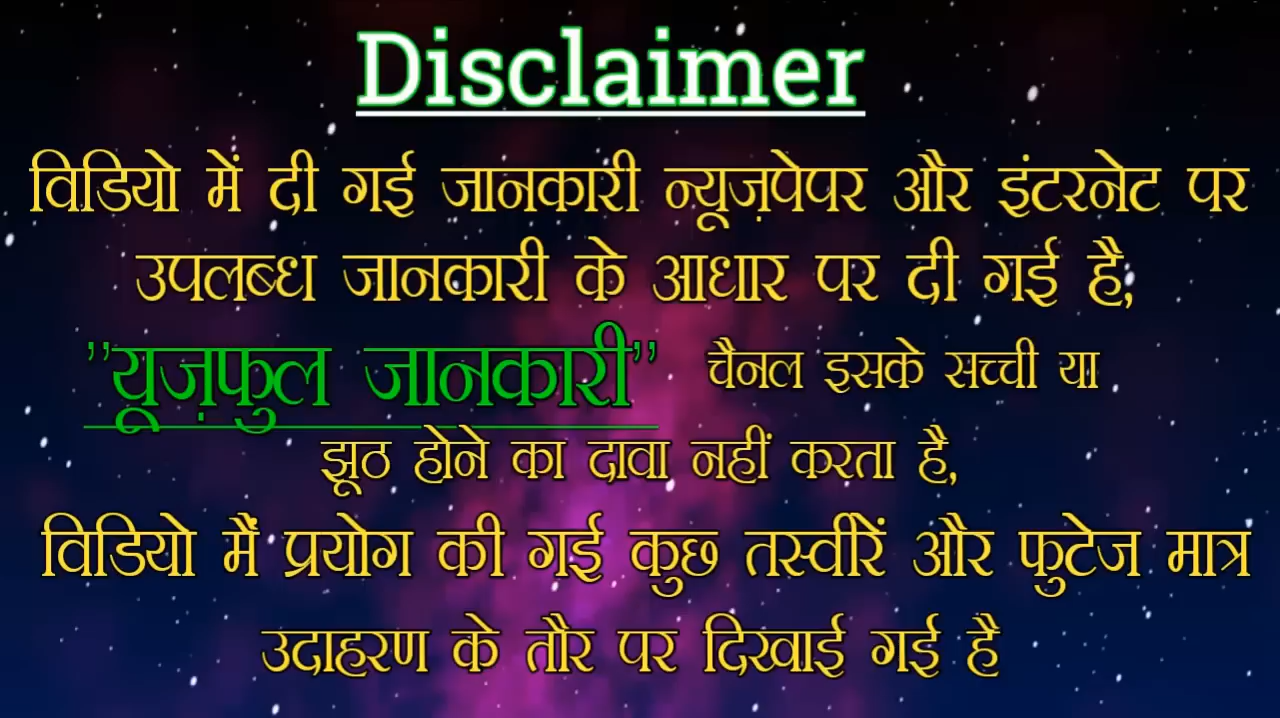 Disclaimer
विडियो में दी गई जानकारी न्यूज़पेपर और इंटरनेट पर
उपलब्ध जानकारी के आधार पर दी गई है,
”यूज़फुल जानकारी” चैनल इसके सच्ची या
झूठ होने का दावा नहीं करता है,
विडियो मैं प्रयोग की गई कुछ तस्वीरें और फुटेज मात्र
उदाहरण के तौर पर दिखाई गई है